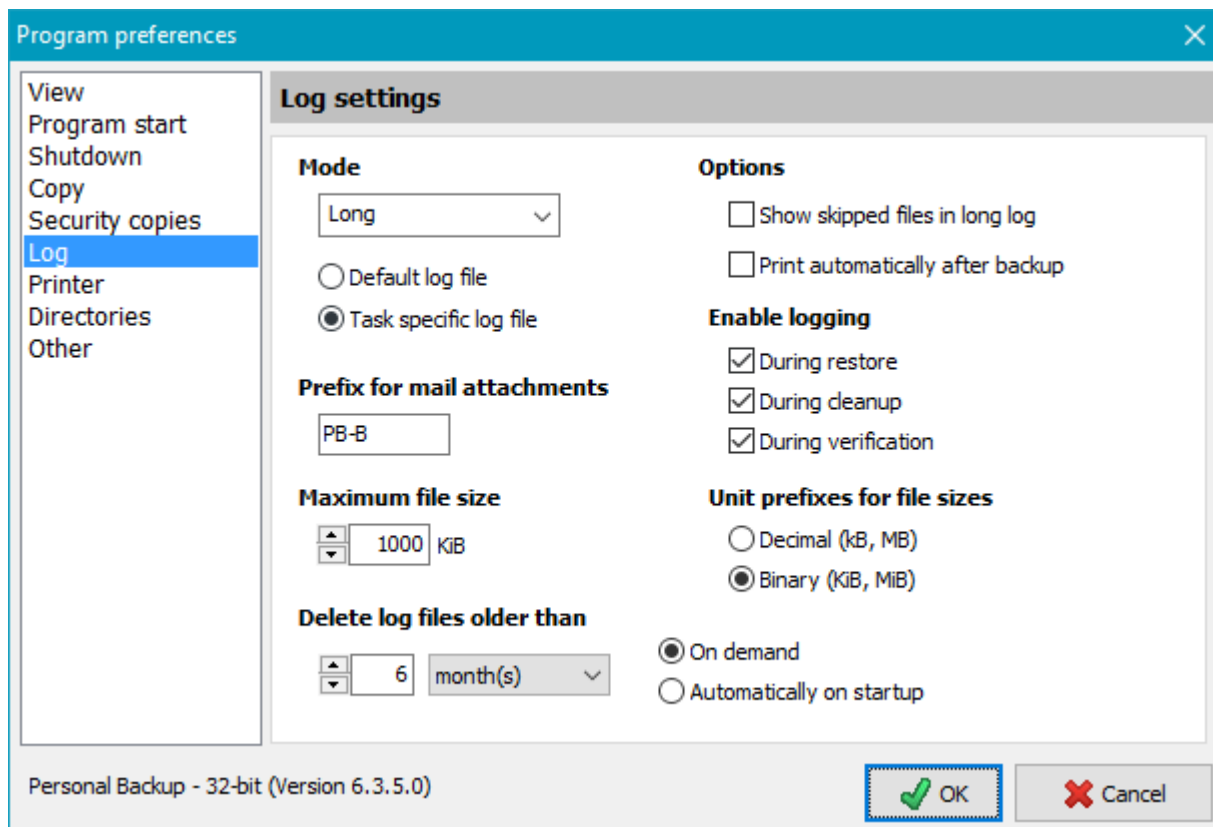 Program preferences
View
Program start
Shutdown
Copy
Security copies
Log
Printer
Directories
Other
Log settings
Mode
Long
Default log file
Task specific log file
Prefix for mail attachments
PB-B
Maximum file size
1000 KiB
Delete log files older than
6 month(s)
Options
Show skipped files in long log
Print automatically after backup
Enable logging
During restore
During cleanup
During verification
Unit prefixes for file sizes
Decimal (kB, MB)
Binary (KiB, MiB)
On demand
Automatically on startup
Personal Backup - 32-bit (Version 6.3.5.0)
OK
Cancel